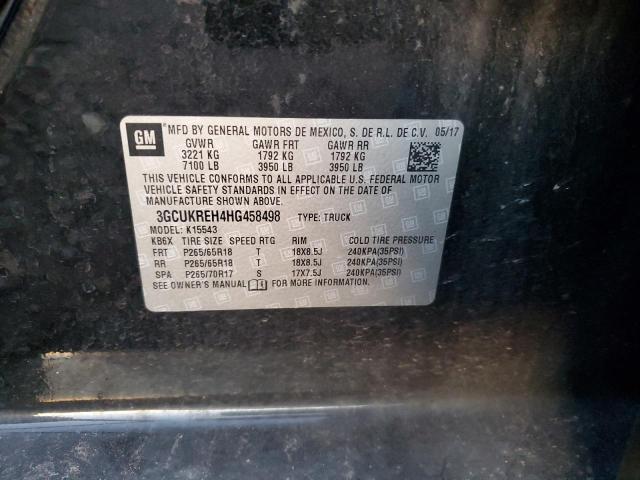 GM
MFD BY GENERAL MOTORS DE MEXICO, S. DE R.L. DE C.V. 05/17
GVWR GAWR FRT GAWR RR
3221 KG 1792 KG 1792 KG
7100 LB 3950 LB 3950 LB
THIS VEHICLE CONFORMS TO ALL APPLICABLE U.S. FEDERAL MOTOR
VEHICLE SAFETY STANDARDS IN EFFECT ON THE DATE OF
MANUFACTURE SHOWN ABOVE.
3GCUKREH4HG458498 TYPE: TRUCK
MODEL: K15543
KB6X TIRE SIZE SPEED RTG RIM COLD TIRE PRESSURE
FRT P265/65R18 T 18X8.5J 240KPA(35PSI)
RR P265/65R18 T 18X8.5J 240KPA(35PSI)
SPA P265/70R17 S 17X7.5J 240KPA(35PSI)
SEE OWNER'S MANUAL FOR MORE INFORMATION.